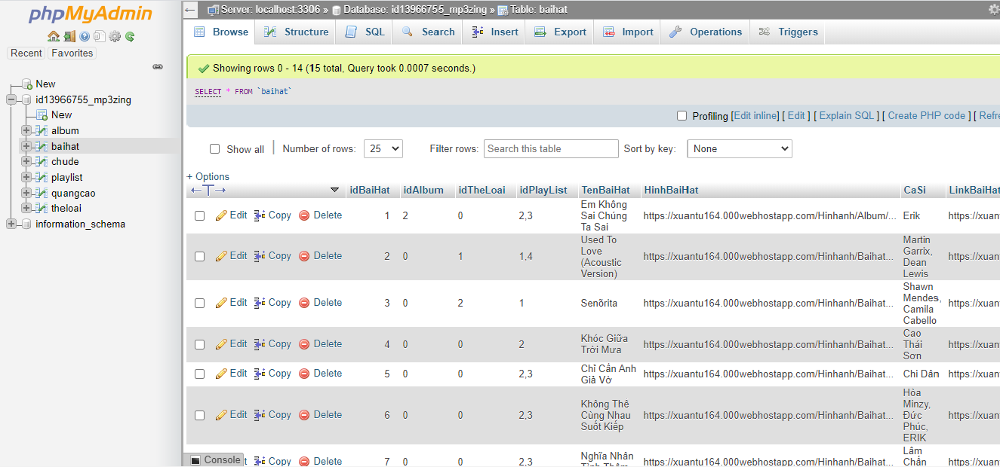 phpMyAdmin
Recent Favorites
New
id13966755_mp3zing
New
album
baihat
chude
playlist
quangcao
theloai
information_schema
Server: localhost:3306 » Database: id13966755_mp3zing » Table: baihat
Browse Structure SQL Search Insert Export Import Operations Triggers
Showing rows 0 - 14 (15 total, Query took 0.0007 seconds.)
SELECT * FROM `baihat`
Profiling [Edit inline] [ Edit ] [ Explain SQL ] [ Create PHP code ] [ Refre
Show all Number of rows: 25 Filter rows: Search this table Sort by key: None
+ Options
←T→ idBaiHat idAlbum idTheLoai idPlayList TenBaiHat HinhBaiHat CaSi LinkBaiHat
Edit Copy Delete 1 2 0 2,3 Em Không Sai Chúng Ta Sai https://xuantu164.000webhostapp.com/Hinhanh/Album/... Erik https://xuan
Edit Copy Delete 2 0 1 1,4 Used To Love (Acoustic Version) https://xuantu164.000webhostapp.com/Hinhanh/Baihat... Martin Garrix, Dean Lewis https://xuan
Edit Copy Delete 3 0 2 1 Senõrita https://xuantu164.000webhostapp.com/Hinhanh/Baihat... Shawn Mendes, Camila Cabello https://xuan
Edit Copy Delete 4 0 0 2 Khóc Giữa Trời Mưa https://xuantu164.000webhostapp.com/Hinhanh/Baihat... Cao Thái Sơn https://xuan
Edit Copy Delete 5 0 0 2,3 Chỉ Cần Anh Giả Vờ https://xuantu164.000webhostapp.com/Hinhanh/Baihat... Chi Dân https://xuan
Edit Copy Delete 6 0 0 2,3 Không Thể Cùng Nhau Suốt Kiếp https://xuantu164.000webhostapp.com/Hinhanh/Baihat... Hòa Minzy, Đức Phúc, ERIK https://xuan
Console t Copy Delete 7 0 0 2,3 Nghĩa Nhân https://xuantu164.000webhostapp.com/Hinhanh/Baihat... Lâm Chấn https://xuan